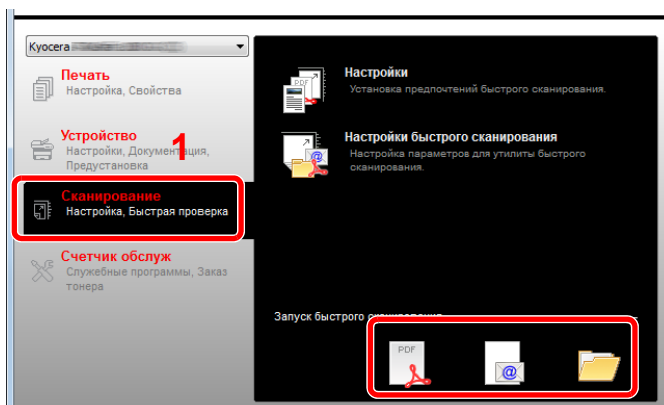 Kyocera
Печать
Настройка, Свойства
Устройство
Настройки, Документация,
Предустановка
1
Сканирование
Настройка, Быстрая проверка
Счетчик обслуж
Служебные программы, Заказ
тонера
Настройки
Установка предпочтений быстрого сканирования.
Настройки быстрого сканирования
Настройка параметров для утилиты быстрого
сканирования.
Запуск быстрого сканирования
PDF